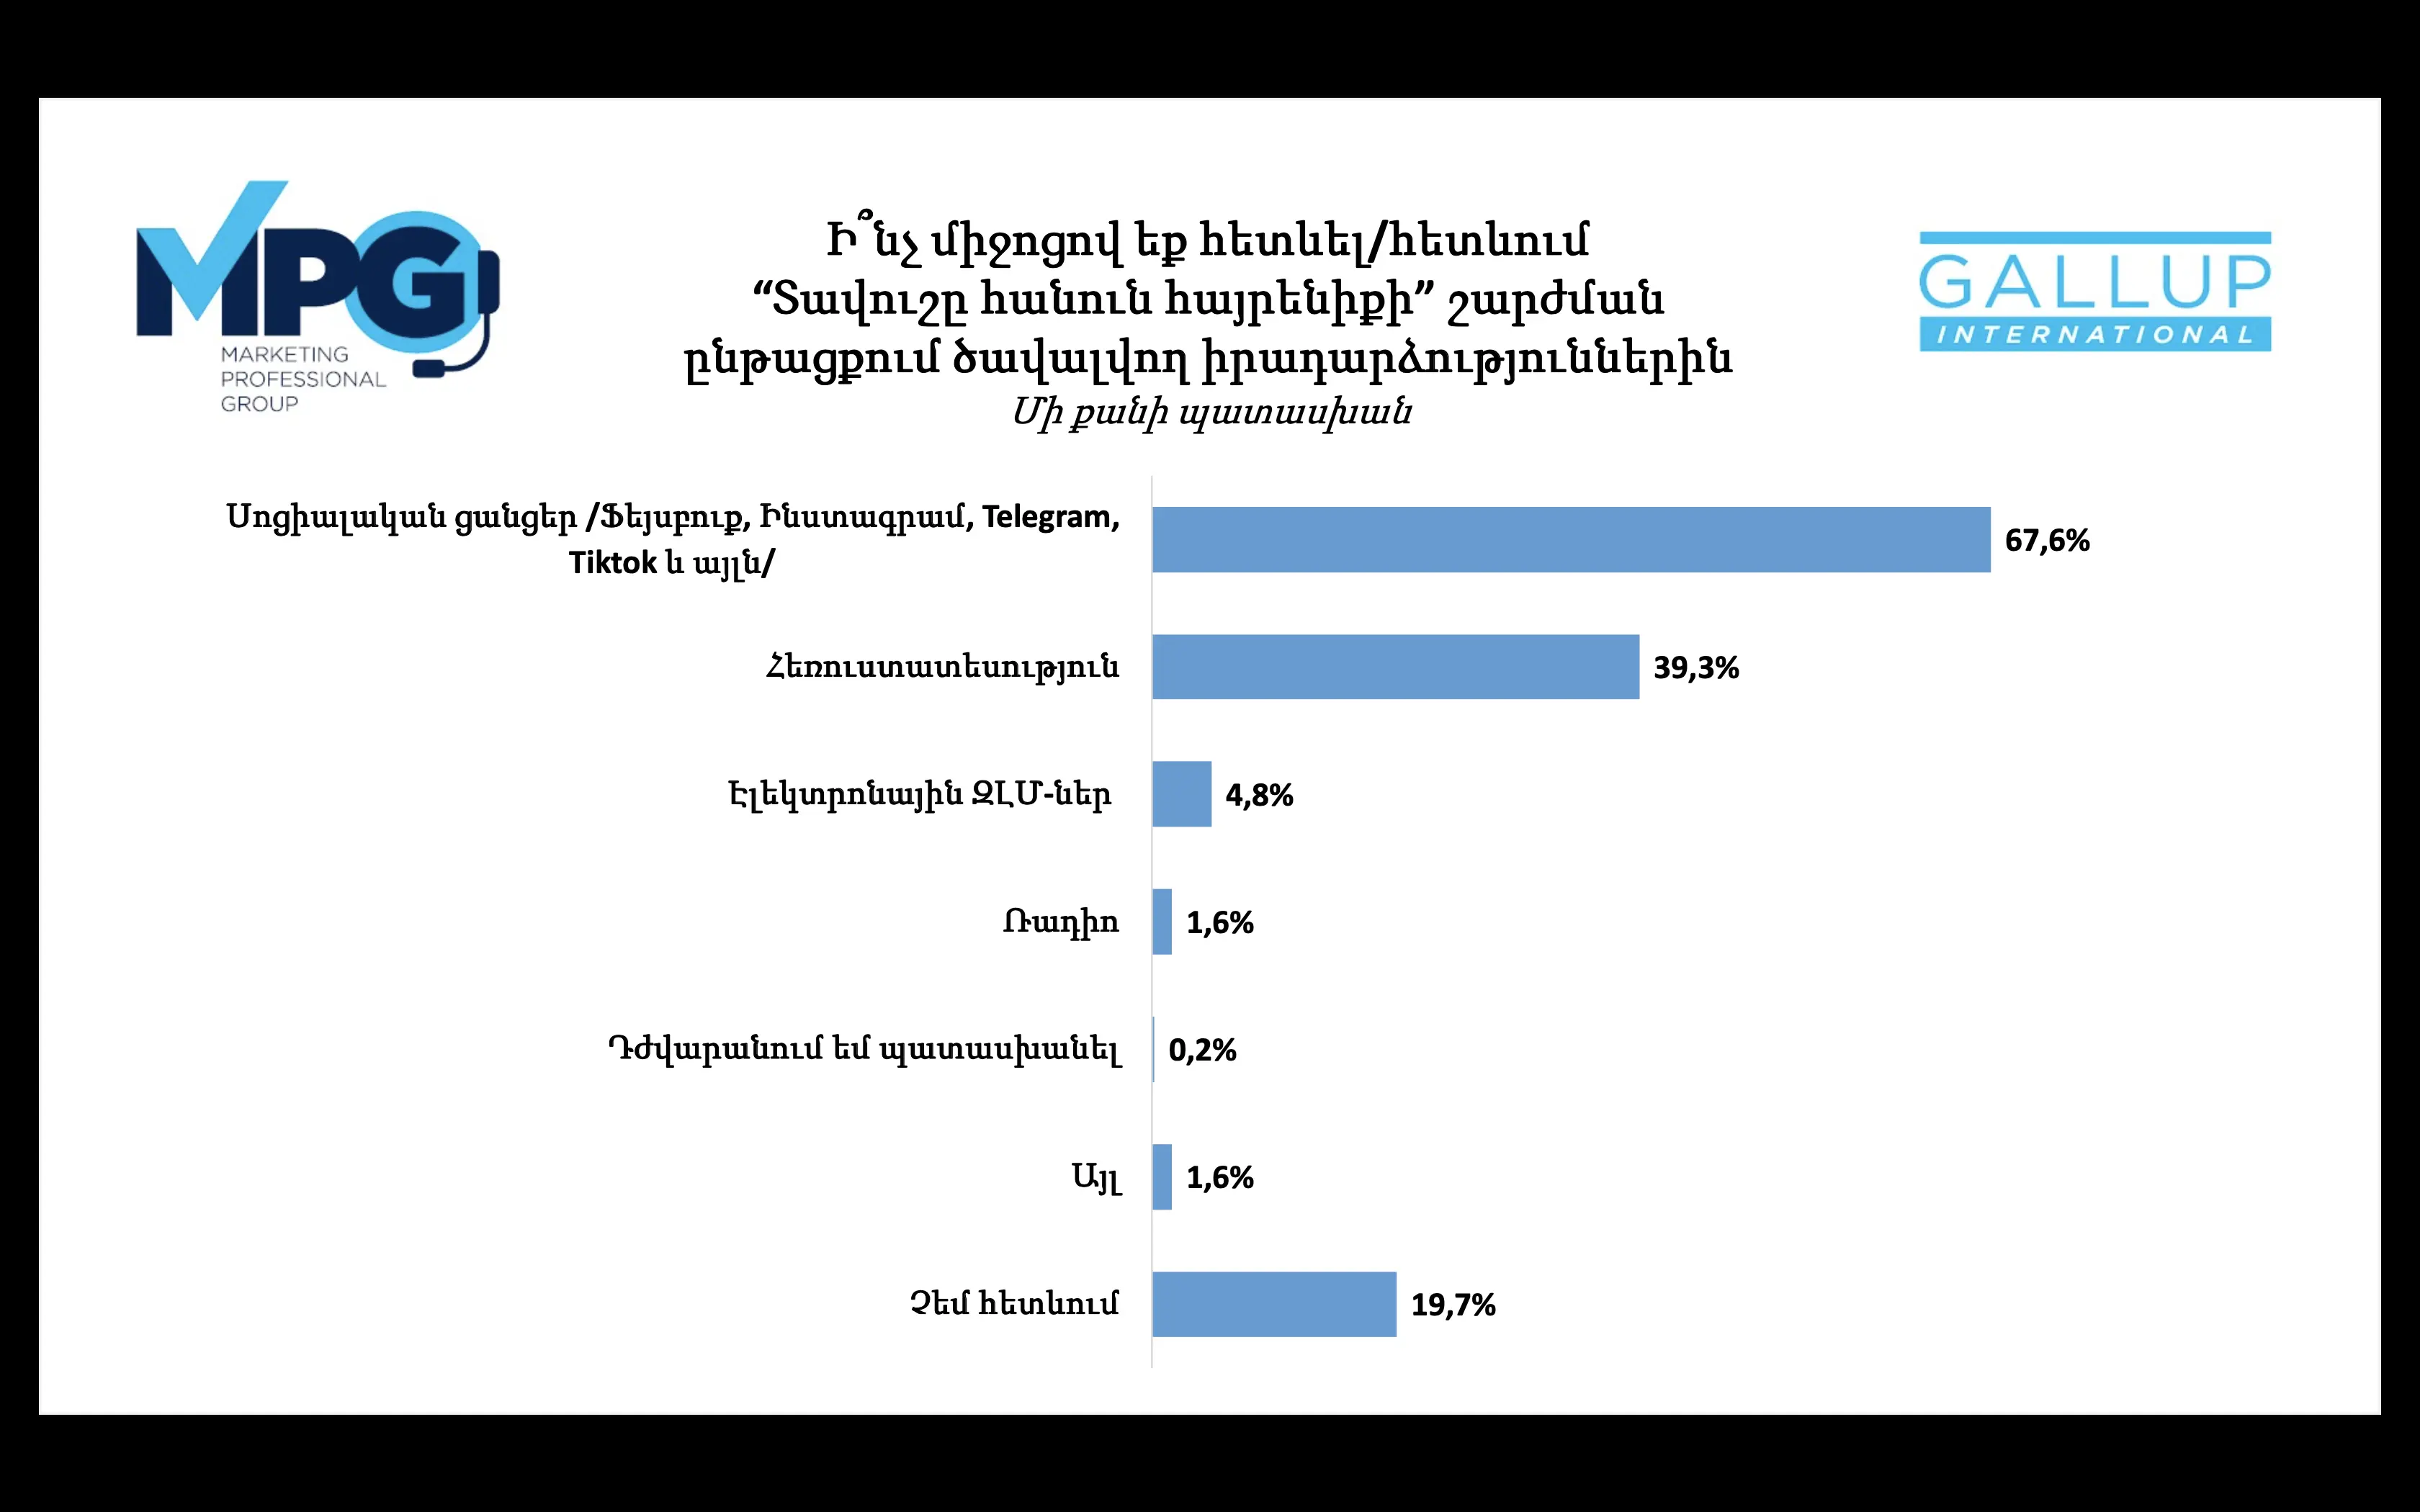 MPG
MARKETING
PROFESSIONAL
GROUP
Ի՞նչ միջոցով եք հետևել/հետևում
“Տավուշը հանուն հայրենիքի” շարժման
ընթացքում ծավալվող իրադարձություններին
Մի քանի պատասխան
GALLUP
INTERNATIONAL
Սոցիալական ցանցեր /Ֆեյսբուք, Ինստագրամ, Telegram,
Tiktok և այլն/
67,6%
Հեռուստատեսություն
39,3%
Էլեկտրոնային ԶԼՄ-ներ
4,8%
Ռադիո
1,6%
Դժվարանում եմ պատասխանել
0,2%
Այլ
1,6%
Չեմ հետևում
19,7%